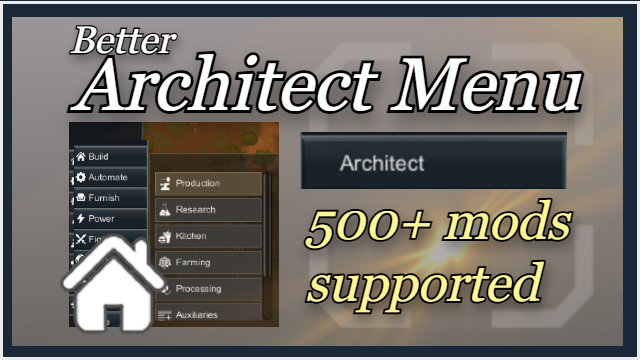 Better
Architect Menu
Build
Automate
Furnish
Power
Production
Research
Kitchen
Farming
Processing
Auxiliaries
Architect
500+ mods
supported